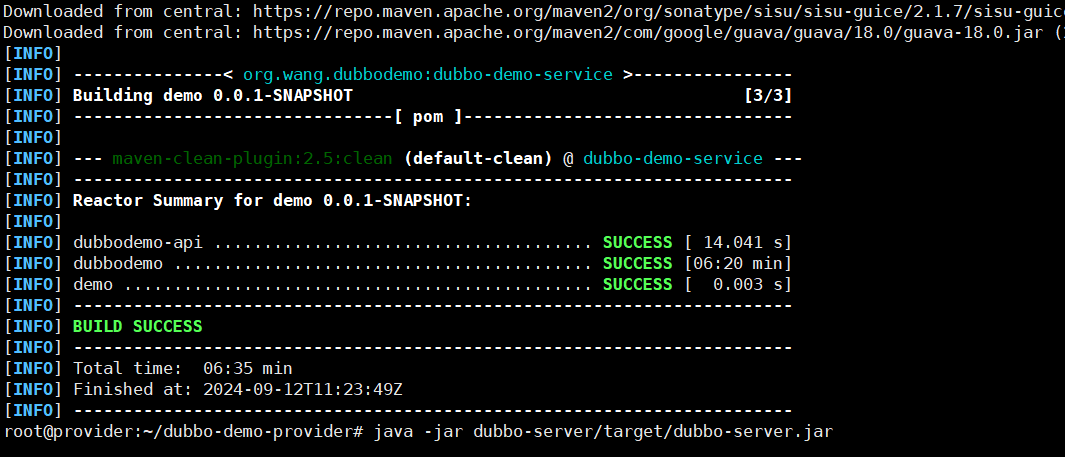 Downloaded from central: https://repo.maven.apache.org/maven2/org/sonatype/sisu/sisu-guice/2.1.7/sisu-guic
Downloaded from central: https://repo.maven.apache.org/maven2/com/google/guava/guava/18.0/guava-18.0.jar (
[INFO]
[INFO] ---------------< org.wang.dubbodemo:dubbo-demo-service >----------------
[INFO] Building demo 0.0.1-SNAPSHOT [3/3]
[INFO] --------------------------------[ pom ]---------------------------------
[INFO]
[INFO] --- maven-clean-plugin:2.5:clean (default-clean) @ dubbo-demo-service ---
[INFO] ------------------------------------------------------------------------
[INFO] Reactor Summary for demo 0.0.1-SNAPSHOT:
[INFO]
[INFO] dubbodemo-api ...................................... SUCCESS [ 14.041 s]
[INFO] dubbodemo .......................................... SUCCESS [06:20 min]
[INFO] demo ............................................... SUCCESS [  0.003 s]
[INFO] ------------------------------------------------------------------------
[INFO] BUILD SUCCESS
[INFO] ------------------------------------------------------------------------
[INFO] Total time:  06:35 min
[INFO] Finished at: 2024-09-12T11:23:49Z
[INFO] ------------------------------------------------------------------------
root@provider:~/dubbo-demo-provider# java -jar dubbo-server/target/dubbo-server.jar